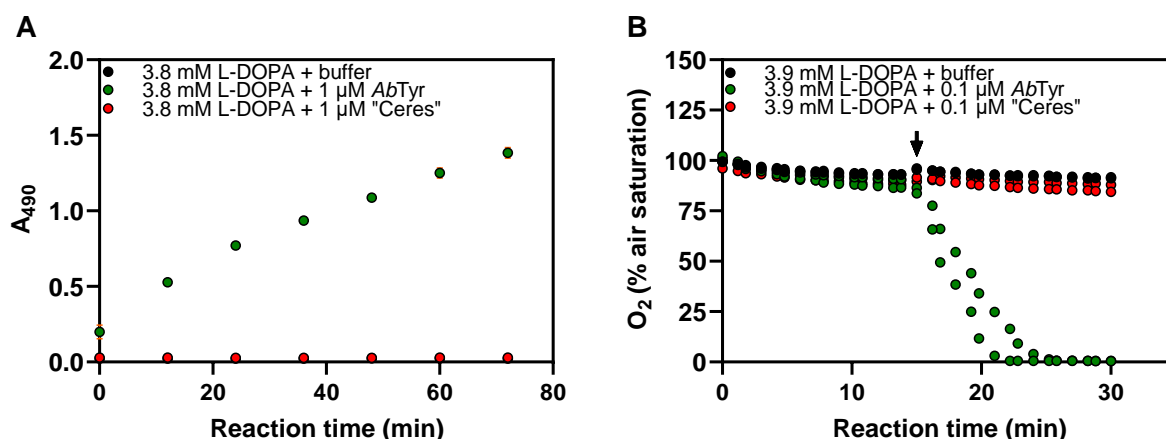 A
2.0
1.5
1.0
0.5
0.0
A490
3.8 mM L-DOPA + buffer
3.8 mM L-DOPA + 1 µM AbTyr
3.8 mM L-DOPA + 1 µM "Ceres"
0 20 40 60 80
Reaction time (min)
B
150
125
100
75
50
25
0
O2 (% air saturation)
3.9 mM L-DOPA + buffer
3.9 mM L-DOPA + 0.1 µM AbTyr
3.9 mM L-DOPA + 0.1 µM "Ceres"
0 10 20 30
Reaction time (min)